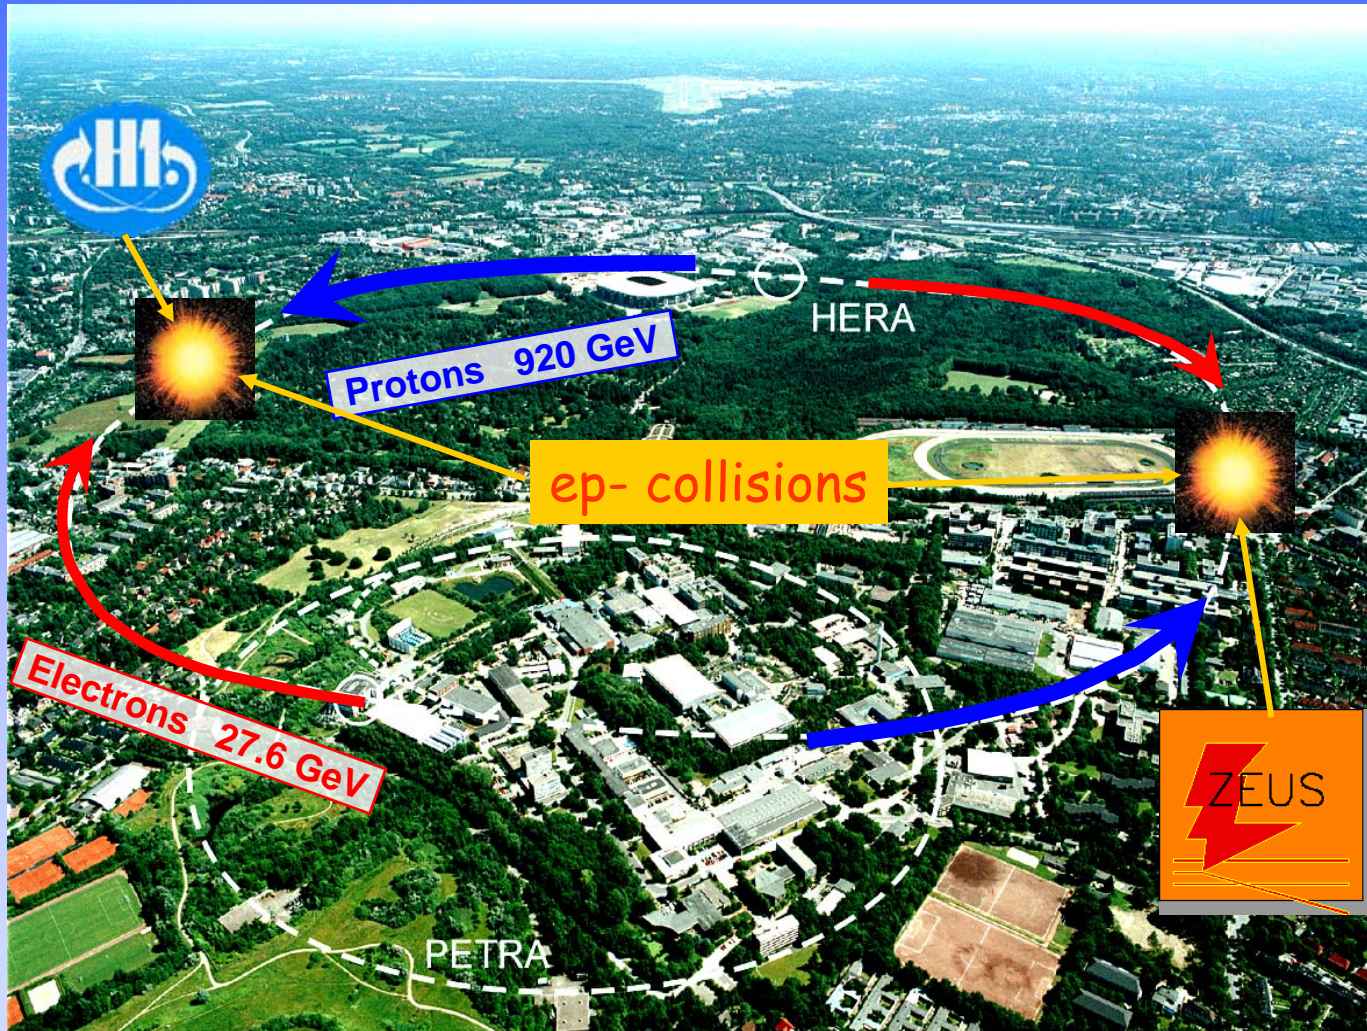 H1
HERA
Protons 920 GeV
ep- collisions
Electrons 27.6 GeV
ZEUS
PETRA